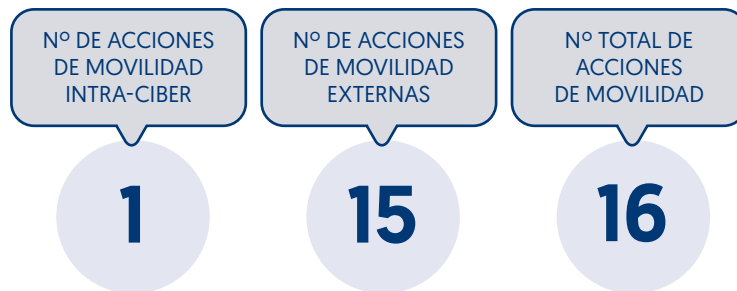 Nº DE ACCIONES
DE MOVILIDAD
INTRA-CIBER
Nº DE ACCIONES
DE MOVILIDAD
EXTERNAS
Nº TOTAL DE
ACCIONES
DE MOVILIDAD
1
15
16